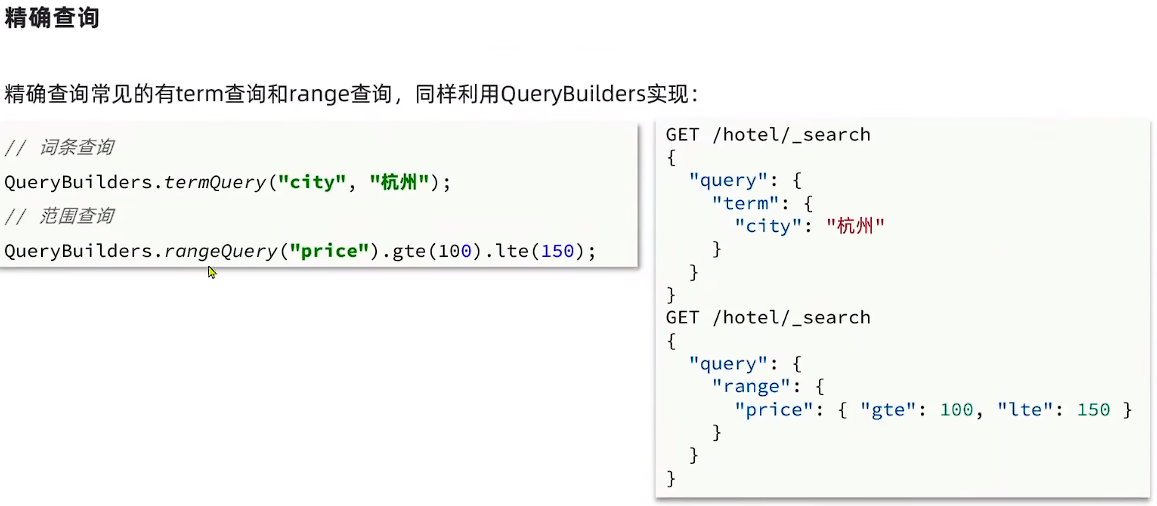 精确查询
精确查询常见的有term查询和range查询，同样利用QueryBuilders实现：
// 词条查询
QueryBuilders.termQuery("city", "杭州");
// 范围查询
QueryBuilders.rangeQuery("price").gte(100).lte(150);
GET /hotel/_search
{
  "query": {
    "term": {
      "city": "杭州"
    }
  }
}
GET /hotel/_search
{
  "query": {
    "range": {
      "price": { "gte": 100, "lte": 150 }
    }
  }
}